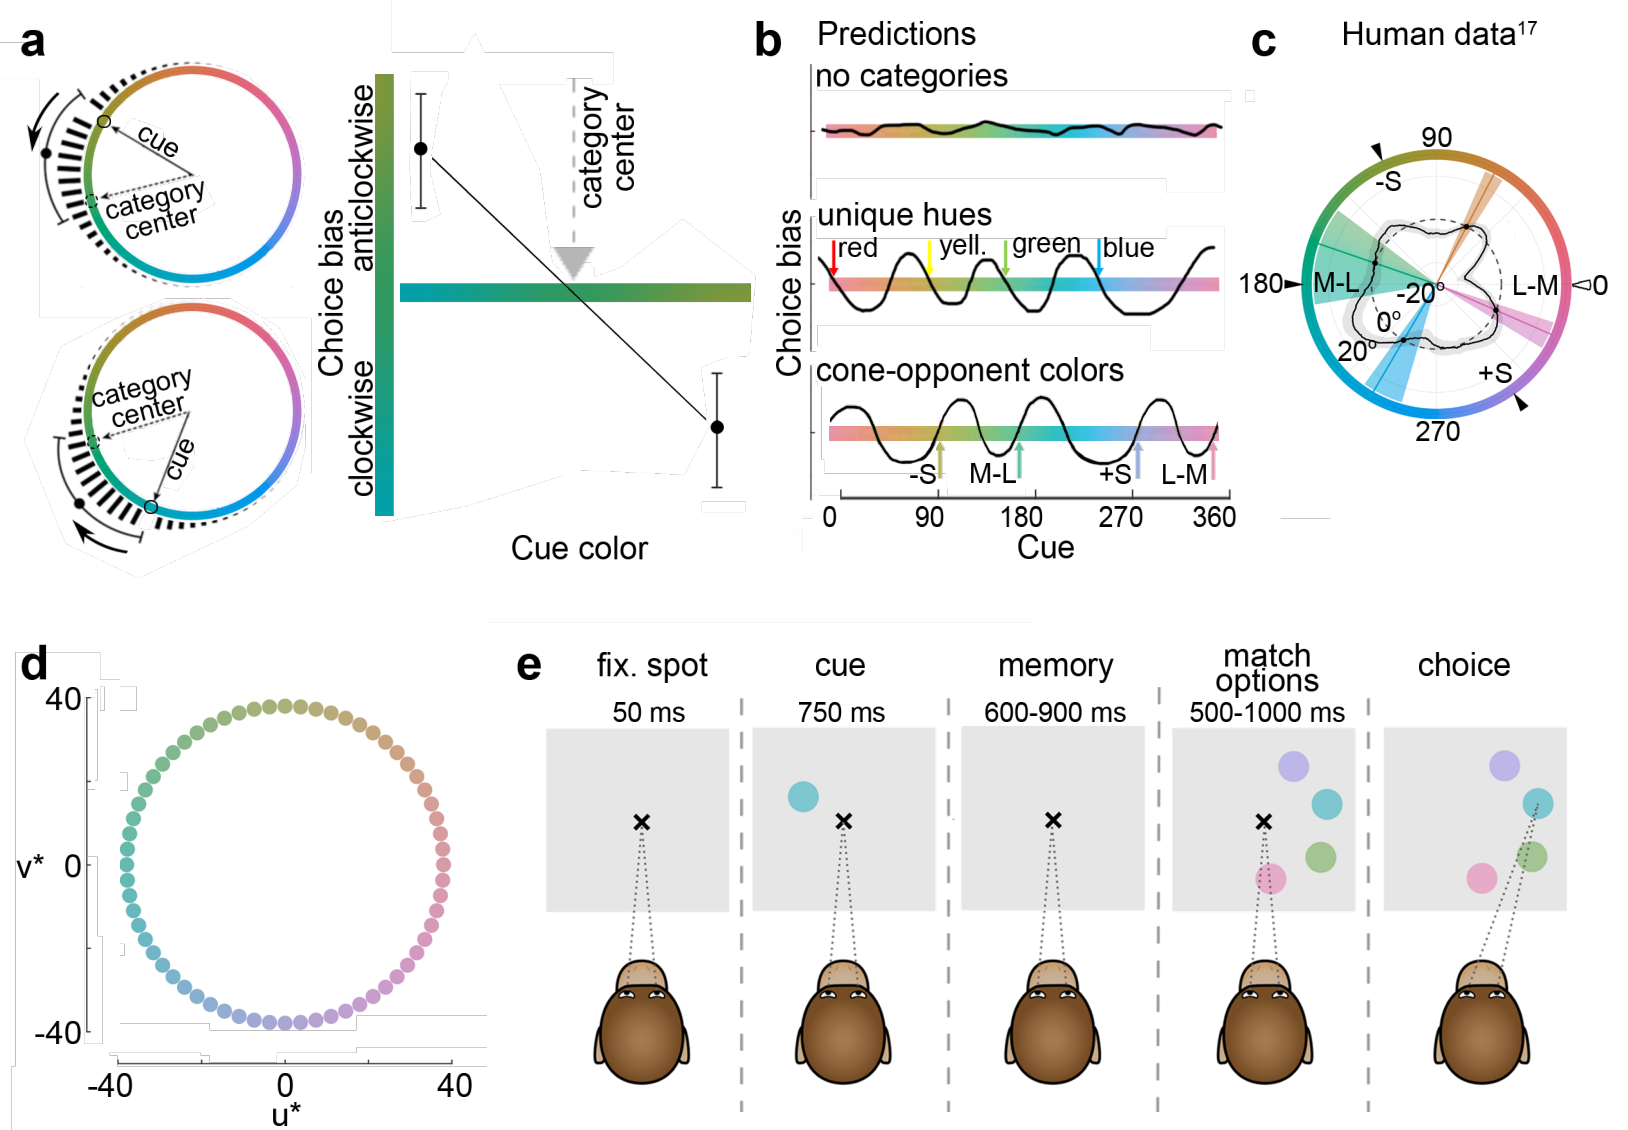 a
cue
category
center
category
center
cue
Choice bias
clockwise
anticlockwise
category
center
Cue color
b
Predictions
no categories
Choice bias
unique hues
red
yell.
green
blue
cone-opponent colors
-S
M-L
+S
L-M
0
90
180
270
360
Cue
c
Human data17
90
-S
180
M-L
-20°
0°
20°
L-M
0
+S
270
d
40
v*
0
-40
-40
0
40
u*
e
fix. spot
50 ms
cue
750 ms
memory
600-900 ms
match
options
500-1000 ms
choice